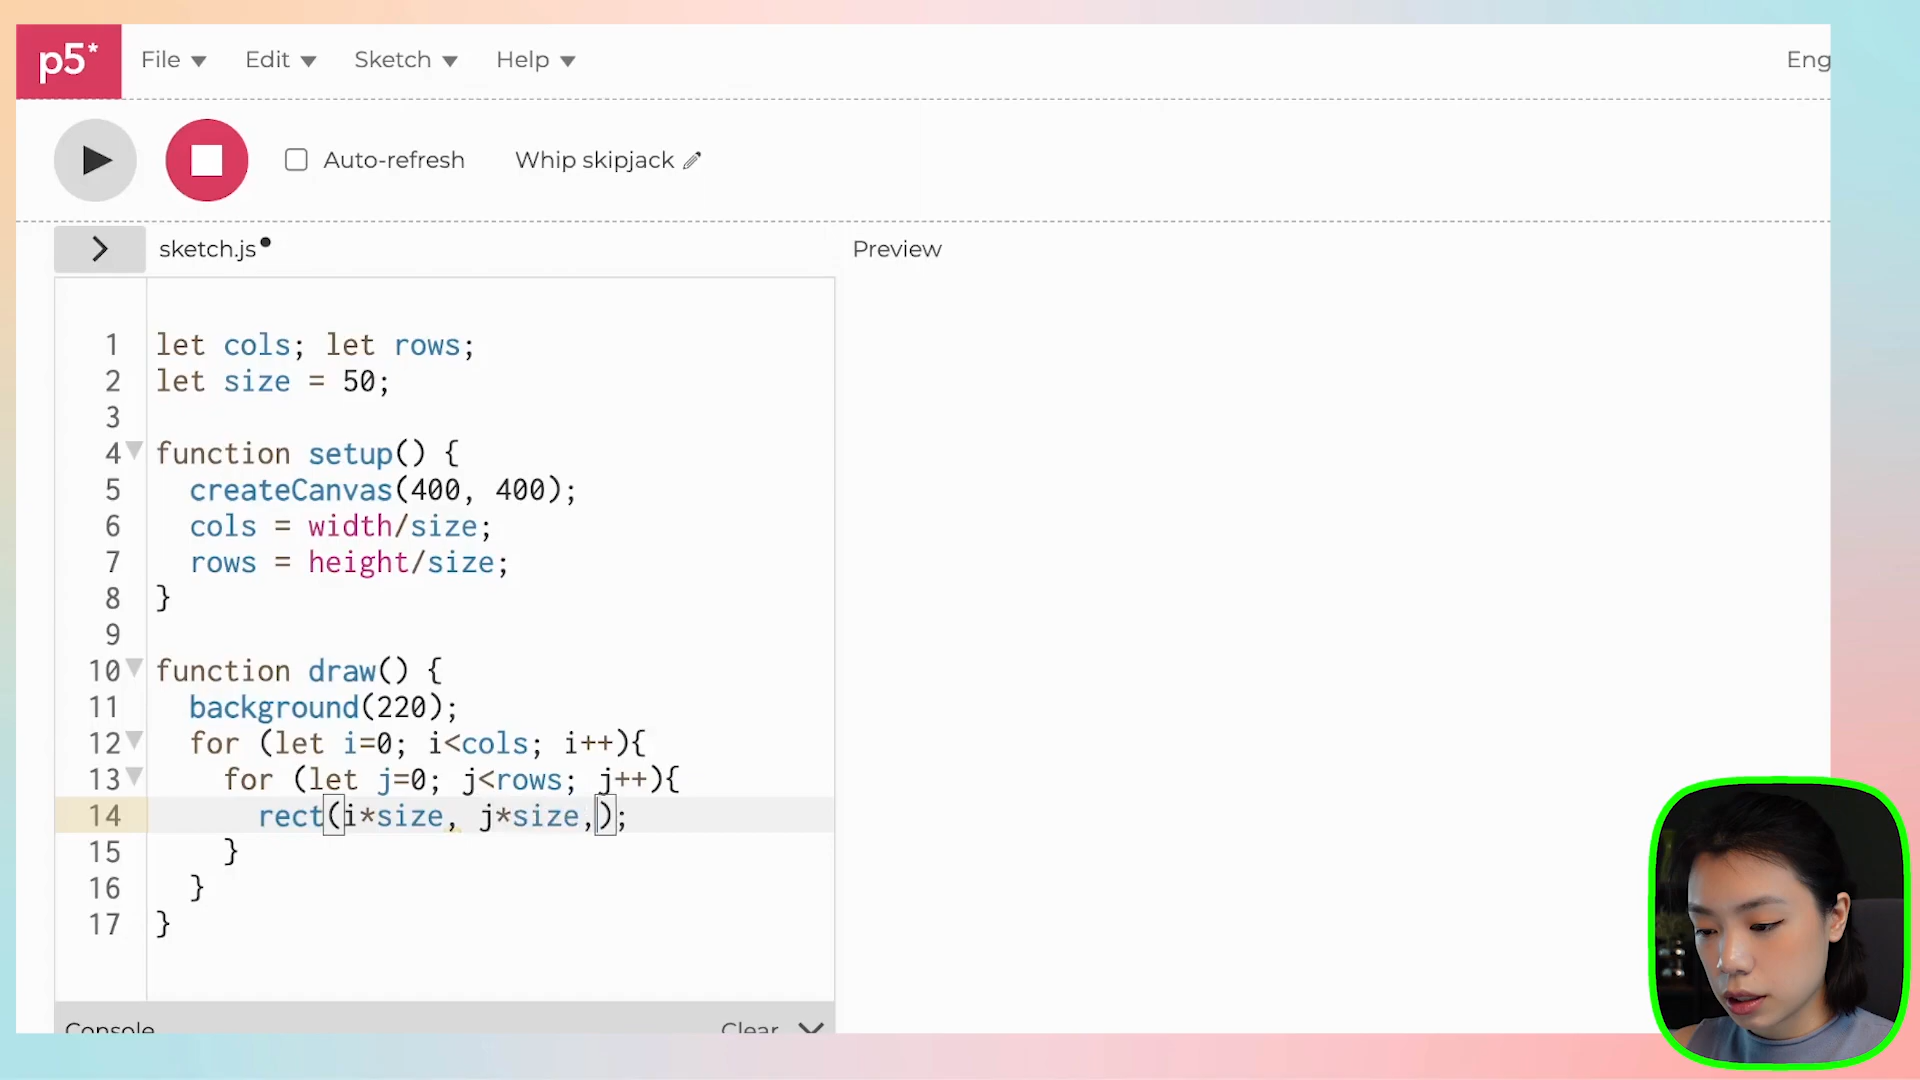 p5* File Edit Sketch Help Eng
Auto-refresh Whip skipjack
sketch.js Preview
1 let cols; let rows;
2 let size = 50;
3
4 function setup() {
5 createCanvas(400, 400);
6 cols = width/size;
7 rows = height/size;
8 }
9
10 function draw() {
11 background(220);
12 for (let i=0; i<cols; i++){
13 for (let j=0; j<rows; j++){
14 rect(i*size, j*size,);
15 }
16 }
17 }
Console Clear